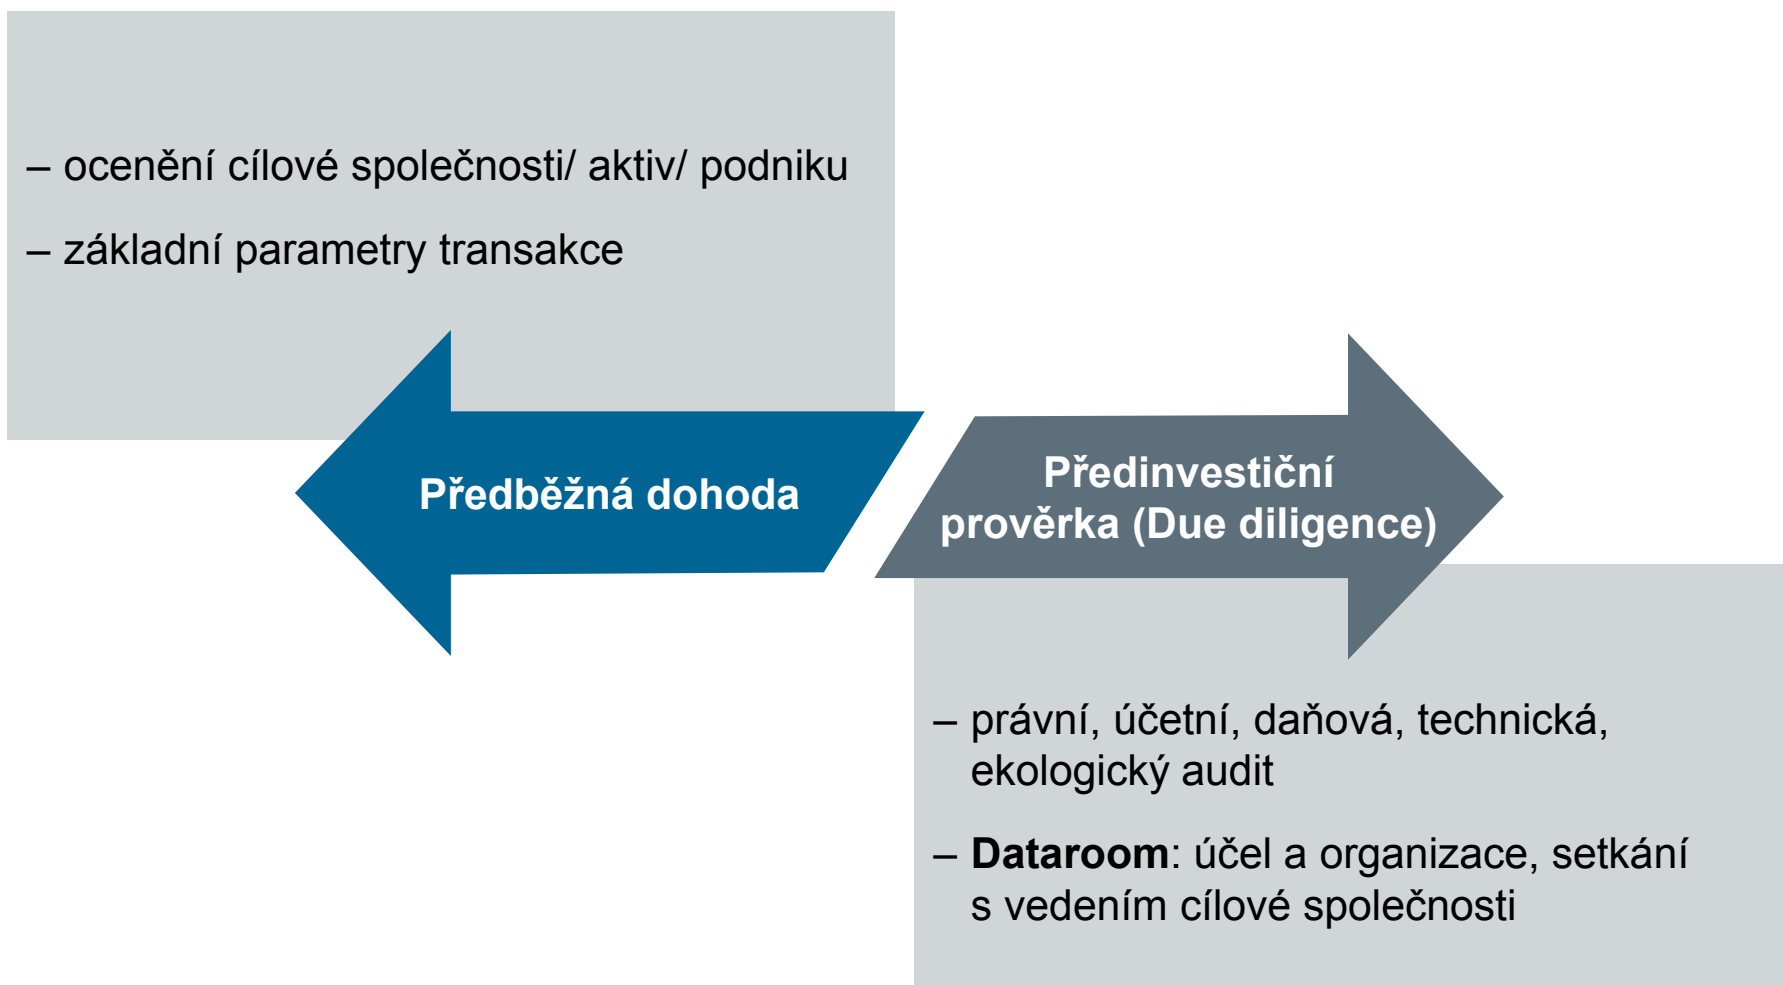 – ocenění cílové společnosti/ aktiv/ podniku
– základní parametry transakce
Předběžná dohoda
Předinvestiční
prověrka (Due diligence)
– právní, účetní, daňová, technická,
ekologický audit
– Dataroom: účel a organizace, setkání
s vedením cílové společnosti